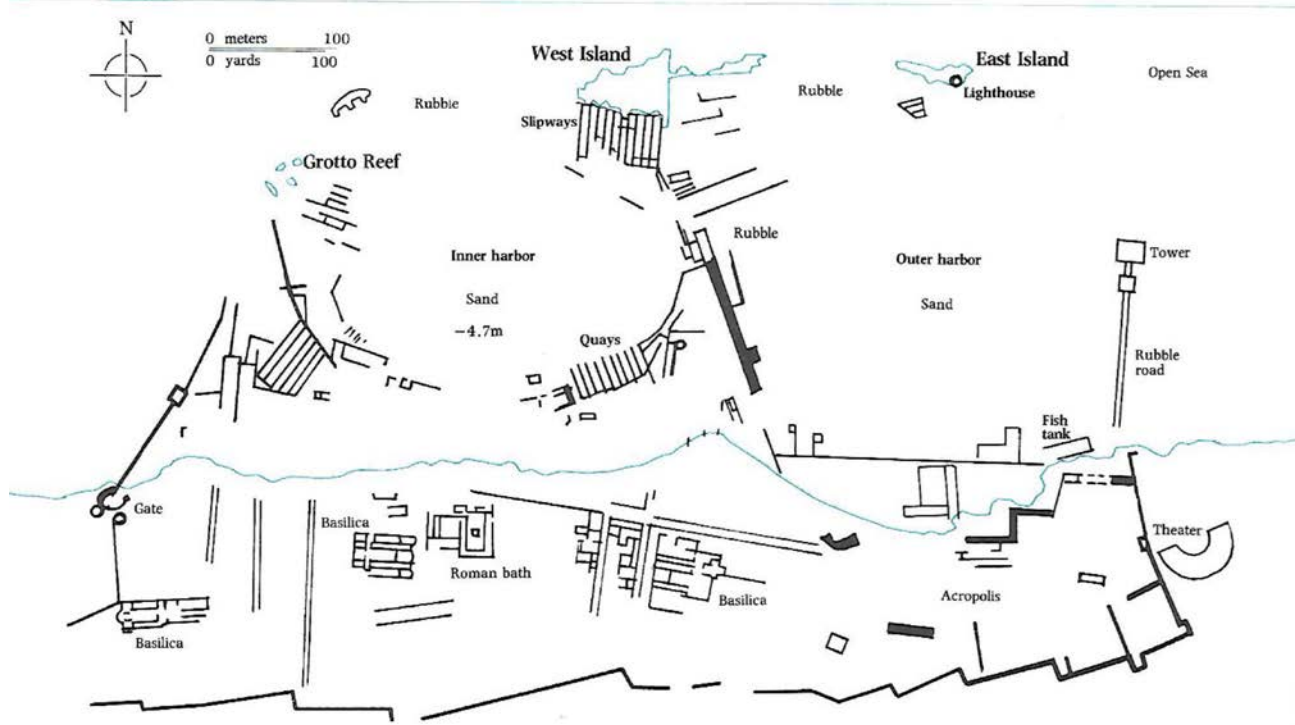 N
0 meters 100
0 yards 100
West Island
East Island
Open Sea
Lighthouse
Rubbie
Rubble
Slipways
Grotto Reef
Rubble
Tower
Inner harbor
Outer harbor
Sand
Sand
−4.7m
Quays
Rubble
road
Fish
tank
Gate
Basilica
Theater
Roman bath
Basilica
Acropolis
Basilica